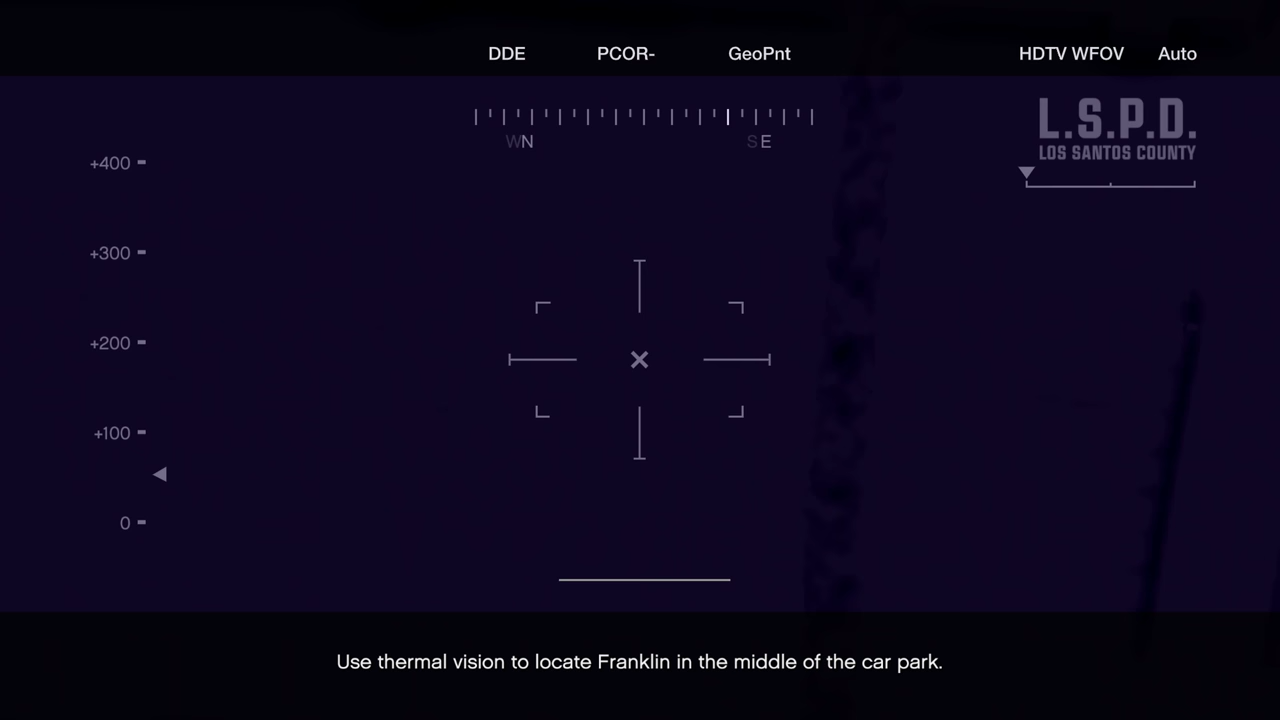 DDE PCOR- GeoPnt HDTV WFOV Auto
L.S.P.D.
LOS SANTOS COUNTY
WN SE
+400
+300
+200
+100
0
Use thermal vision to locate Franklin in the middle of the car park.